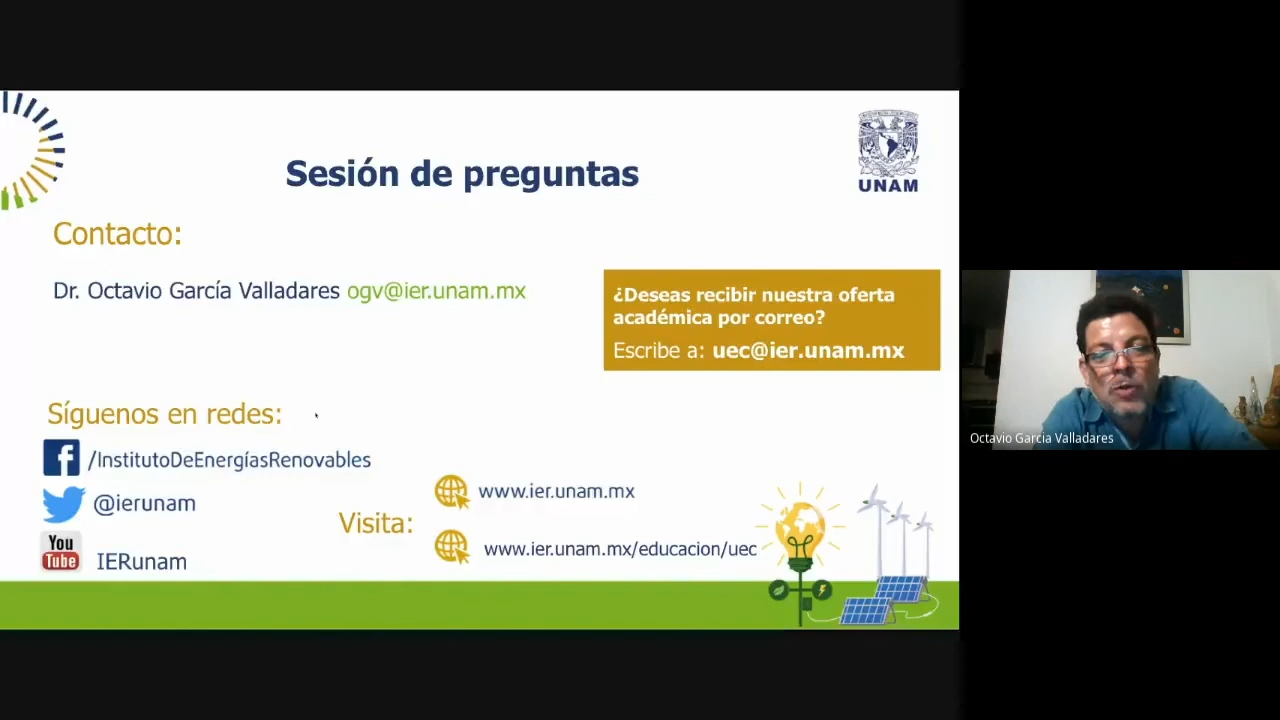 Sesión de preguntas
UNAM
Contacto:
Dr. Octavio García Valladares ogv@ier.unam.mx
¿Deseas recibir nuestra oferta
académica por correo?
Escribe a: uec@ier.unam.mx
Octavio Garcia Valladares
Síguenos en redes:
f /InstitutoDeEnergíasRenovables
@ierunam
You
Tube
IERunam
Visita:
www.ier.unam.mx
www.ier.unam.mx/educacion/uec